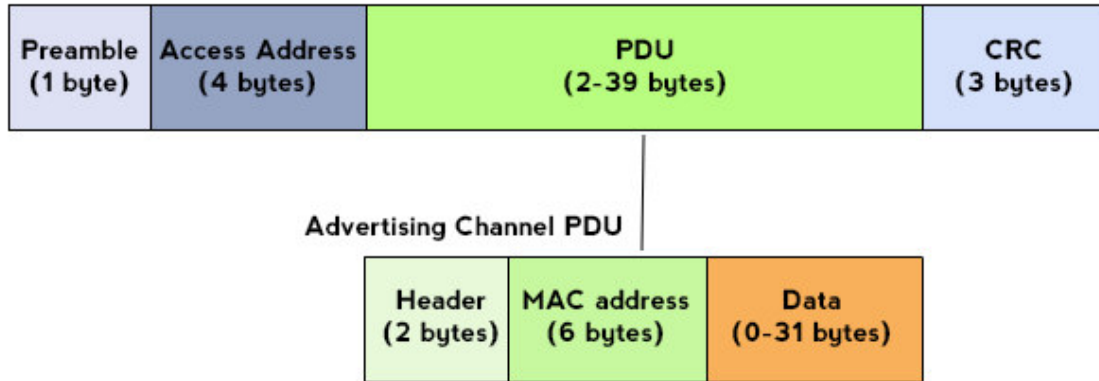 Preamble
(1 byte)
Access Address
(4 bytes)
PDU
(2-39 bytes)
CRC
(3 bytes)
Advertising Channel PDU
Header
(2 bytes)
MAC address
(6 bytes)
Data
(0-31 bytes)